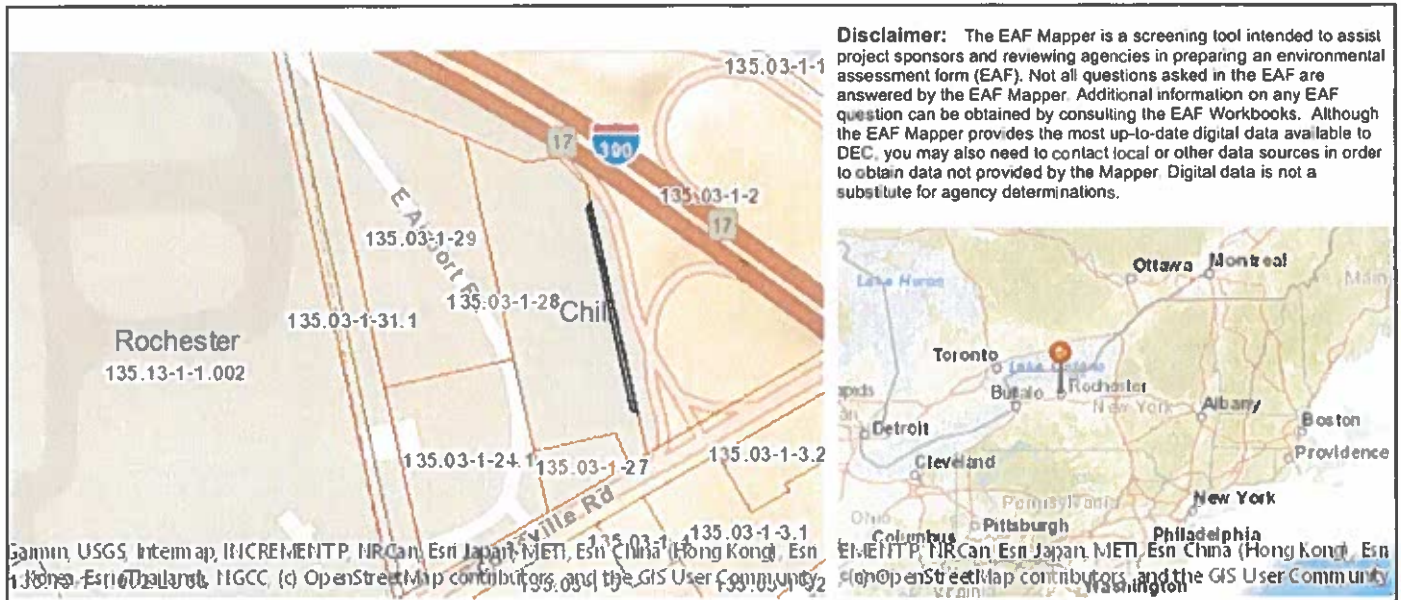 Disclaimer: The EAF Mapper is a screening tool intended to assist
project sponsors and reviewing agencies in preparing an environmental
assessment form (EAF). Not all questions asked in the EAF are
answered by the EAF Mapper. Additional information on any EAF
question can be obtained by consulting the EAF Workbooks. Although
the EAF Mapper provides the most up-to-date digital data available to
DEC, you may also need to contact local or other data sources in order
to obtain data not provided by the Mapper. Digital data is not a
substitute for agency determinations.
135.03-1-1
17
390
135.03-1-2
17
135.03-1-29
135.03-1-28
Chili
135.03-1-31.1
Rochester
135.13-1-1.002
135.03-1-24.1
135.03-1-27
135.03-1-3.2
135.03-1-3.1
Garmin, USGS, Intermap, INCREMENT P, NRCan, Esri Japan, METI, Esri China (Hong Kong), Esri
Korea, Esri (Thailand), NGCC, (c) OpenStreetMap contributors, and the GIS User Community
Ottawa
Montreal
Lake Huron
Toronto
Lake Ontario
Rochester
Buffalo
New York
Albany
Detroit
Boston
Providence
Cleveland
Pennsylvania
New York
Ohio
Pittsburgh
Columbus
Philadelphia
EMENT P, NRCan, Esri Japan, METI, Esri China (Hong Kong), Esri
(c) OpenStreetMap contributors, and the GIS User Community
Washington